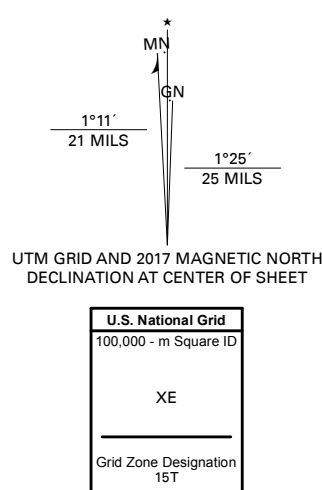 MN
GN
1°11´
21 MILS
1°25´
25 MILS
UTM GRID AND 2017 MAGNETIC NORTH
DECLINATION AT CENTER OF SHEET
U.S. National Grid
100,000 - m Square ID
XE
Grid Zone Designation
15T